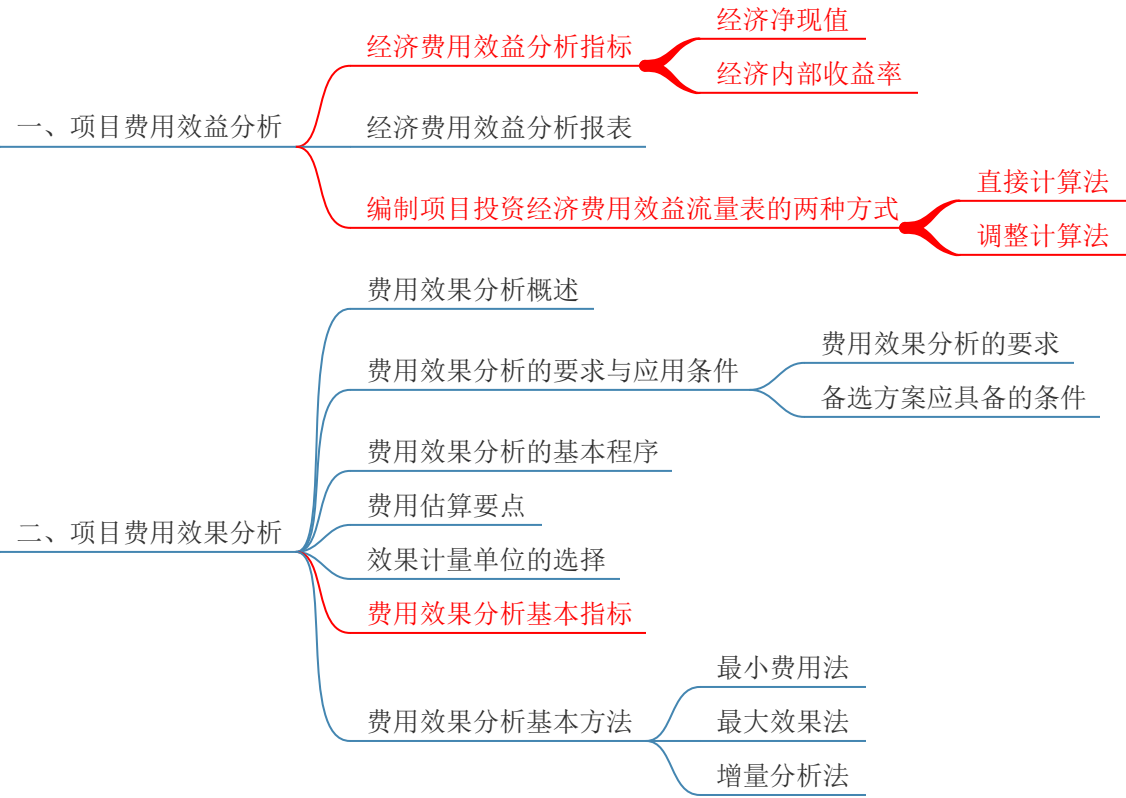 一、项目费用效益分析
经济费用效益分析指标
经济净现值
经济内部收益率
经济费用效益分析报表
编制项目投资经济费用效益流量表的两种方式
直接计算法
调整计算法
二、项目费用效果分析
费用效果分析概述
费用效果分析的要求与应用条件
费用效果分析的要求
备选方案应具备的条件
费用效果分析的基本程序
费用估算要点
效果计量单位的选择
费用效果分析基本指标
费用效果分析基本方法
最小费用法
最大效果法
增量分析法